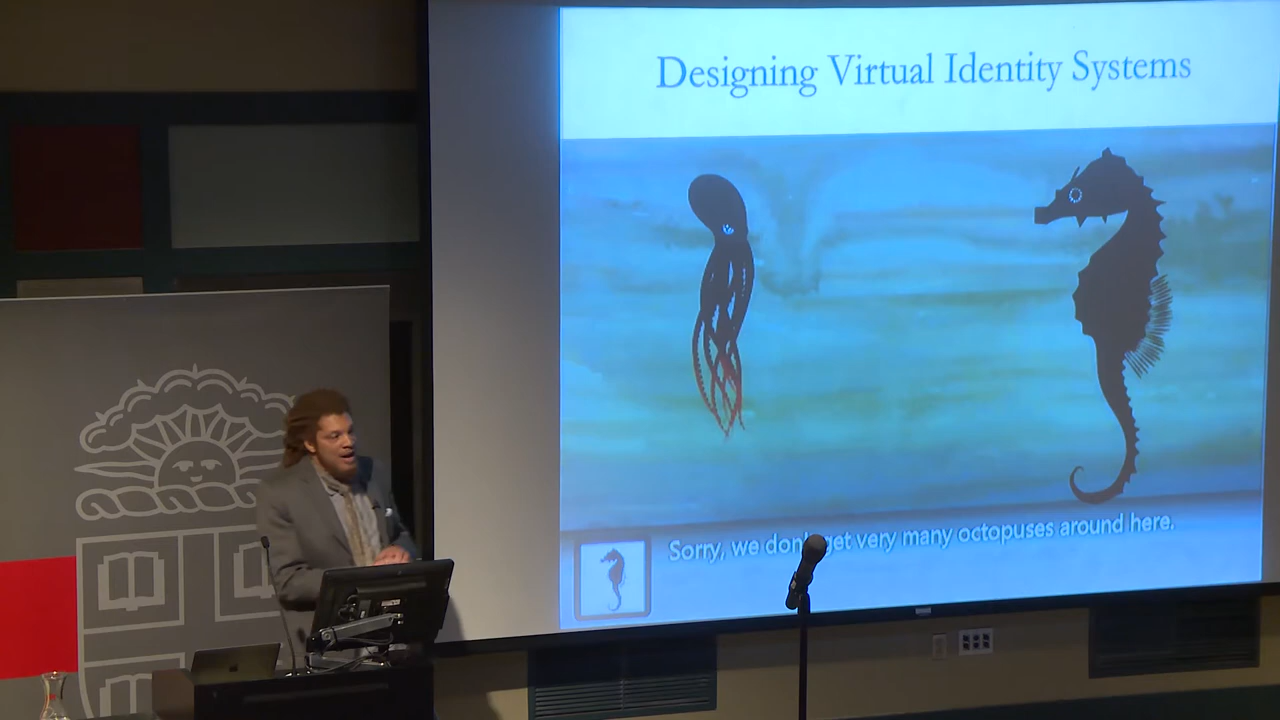 Designing Virtual Identity Systems
Sorry, we don't get very many octopuses around here.